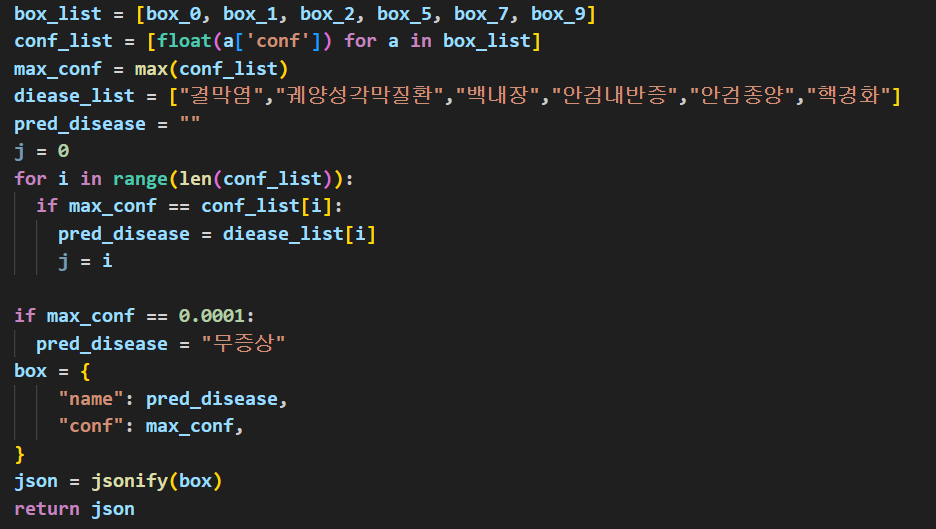 box_list = [box_0, box_1, box_2, box_5, box_7, box_9]
conf_list = [float(a['conf']) for a in box_list]
max_conf = max(conf_list)
diease_list = ["결막염","궤양성각막질환","백내장","안검내반증","안검종양","핵경화"]
pred_disease = ""
j = 0
for i in range(len(conf_list)):
  if max_conf == conf_list[i]:
    pred_disease = diease_list[i]
    j = i
if max_conf == 0.0001:
  pred_disease = "무증상"
box = {
    "name": pred_disease,
    "conf": max_conf,
}
json = jsonify(box)
return json